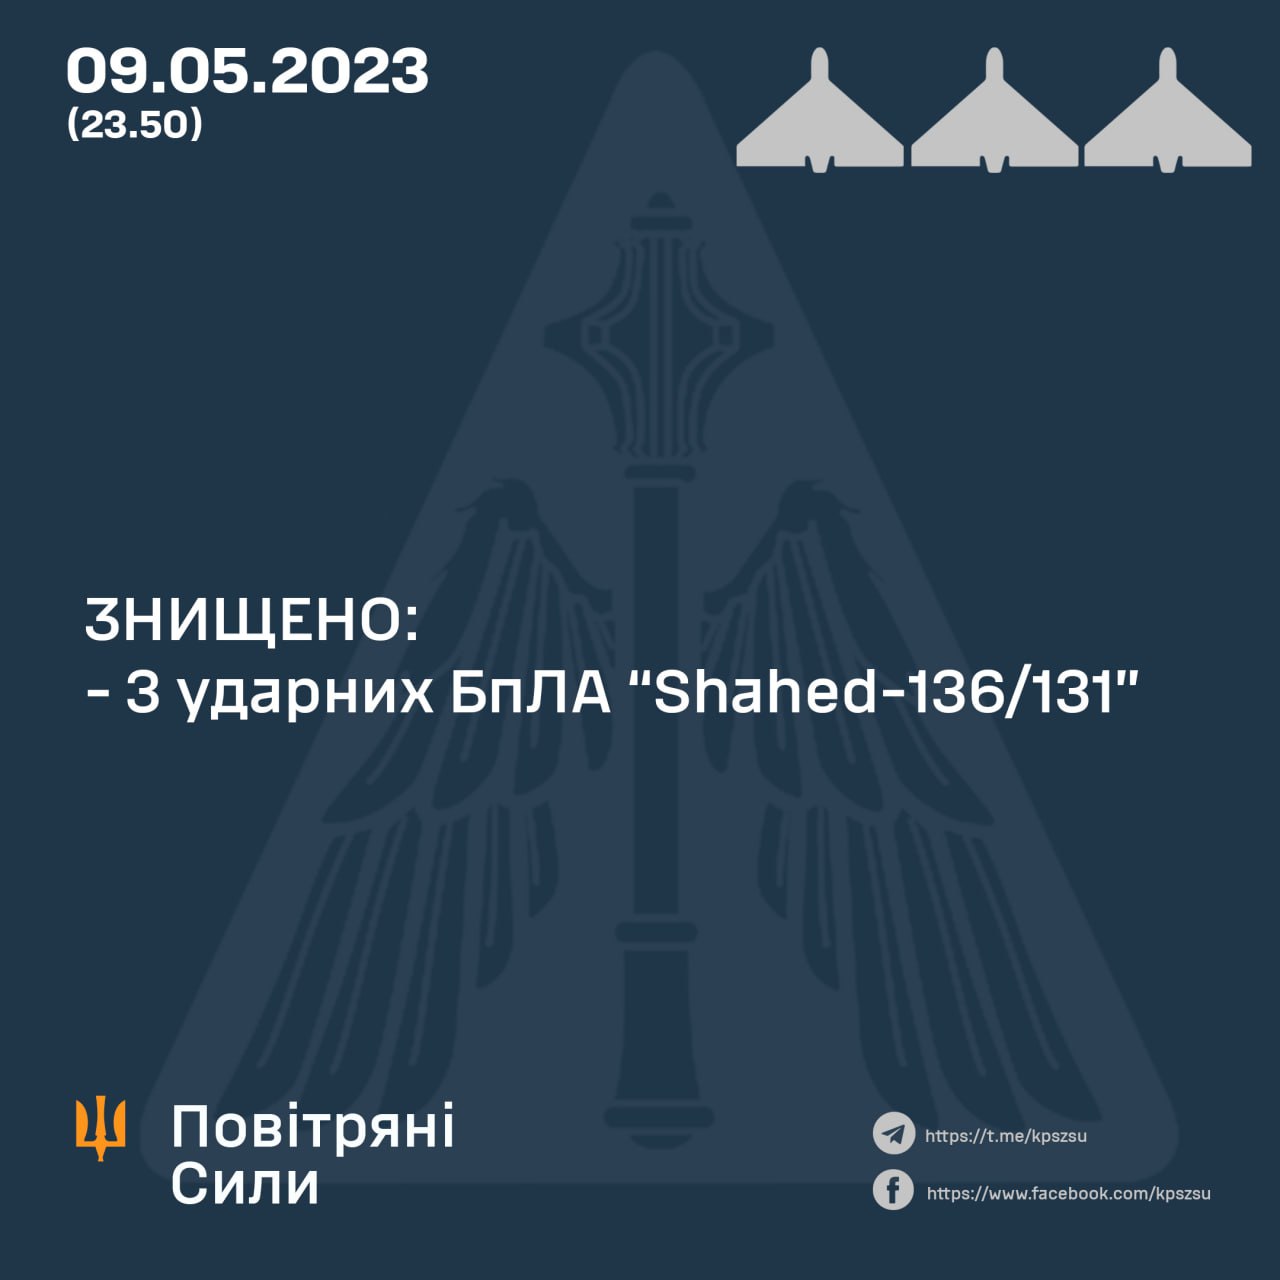 09.05.2023
(23.50)
ЗНИЩЕНО:
- 3 ударних БпЛА “Shahed-136/131”
Повітряні
Сили
https://t.me/kpszsu
https://www.facebook.com/kpszsu